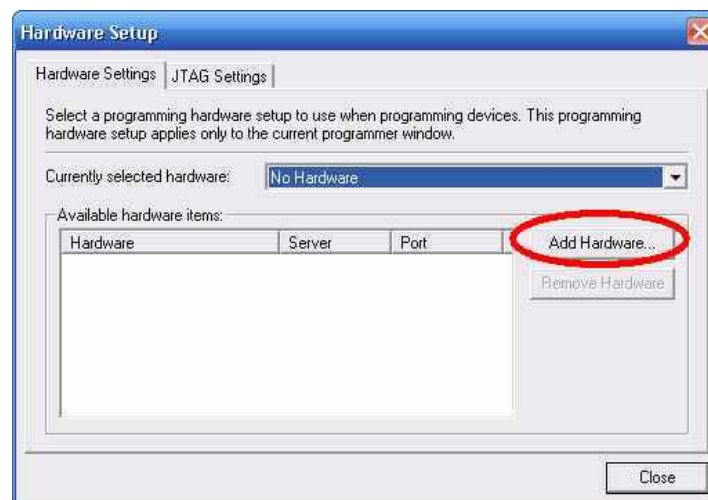 Hardware Setup
Hardware Settings JTAG Settings
Select a programming hardware setup to use when programming devices. This programming
hardware setup applies only to the current programmer window.
Currently selected hardware: No Hardware
Available hardware items:
Hardware Server Port
Add Hardware...
Remove Hardware
Close